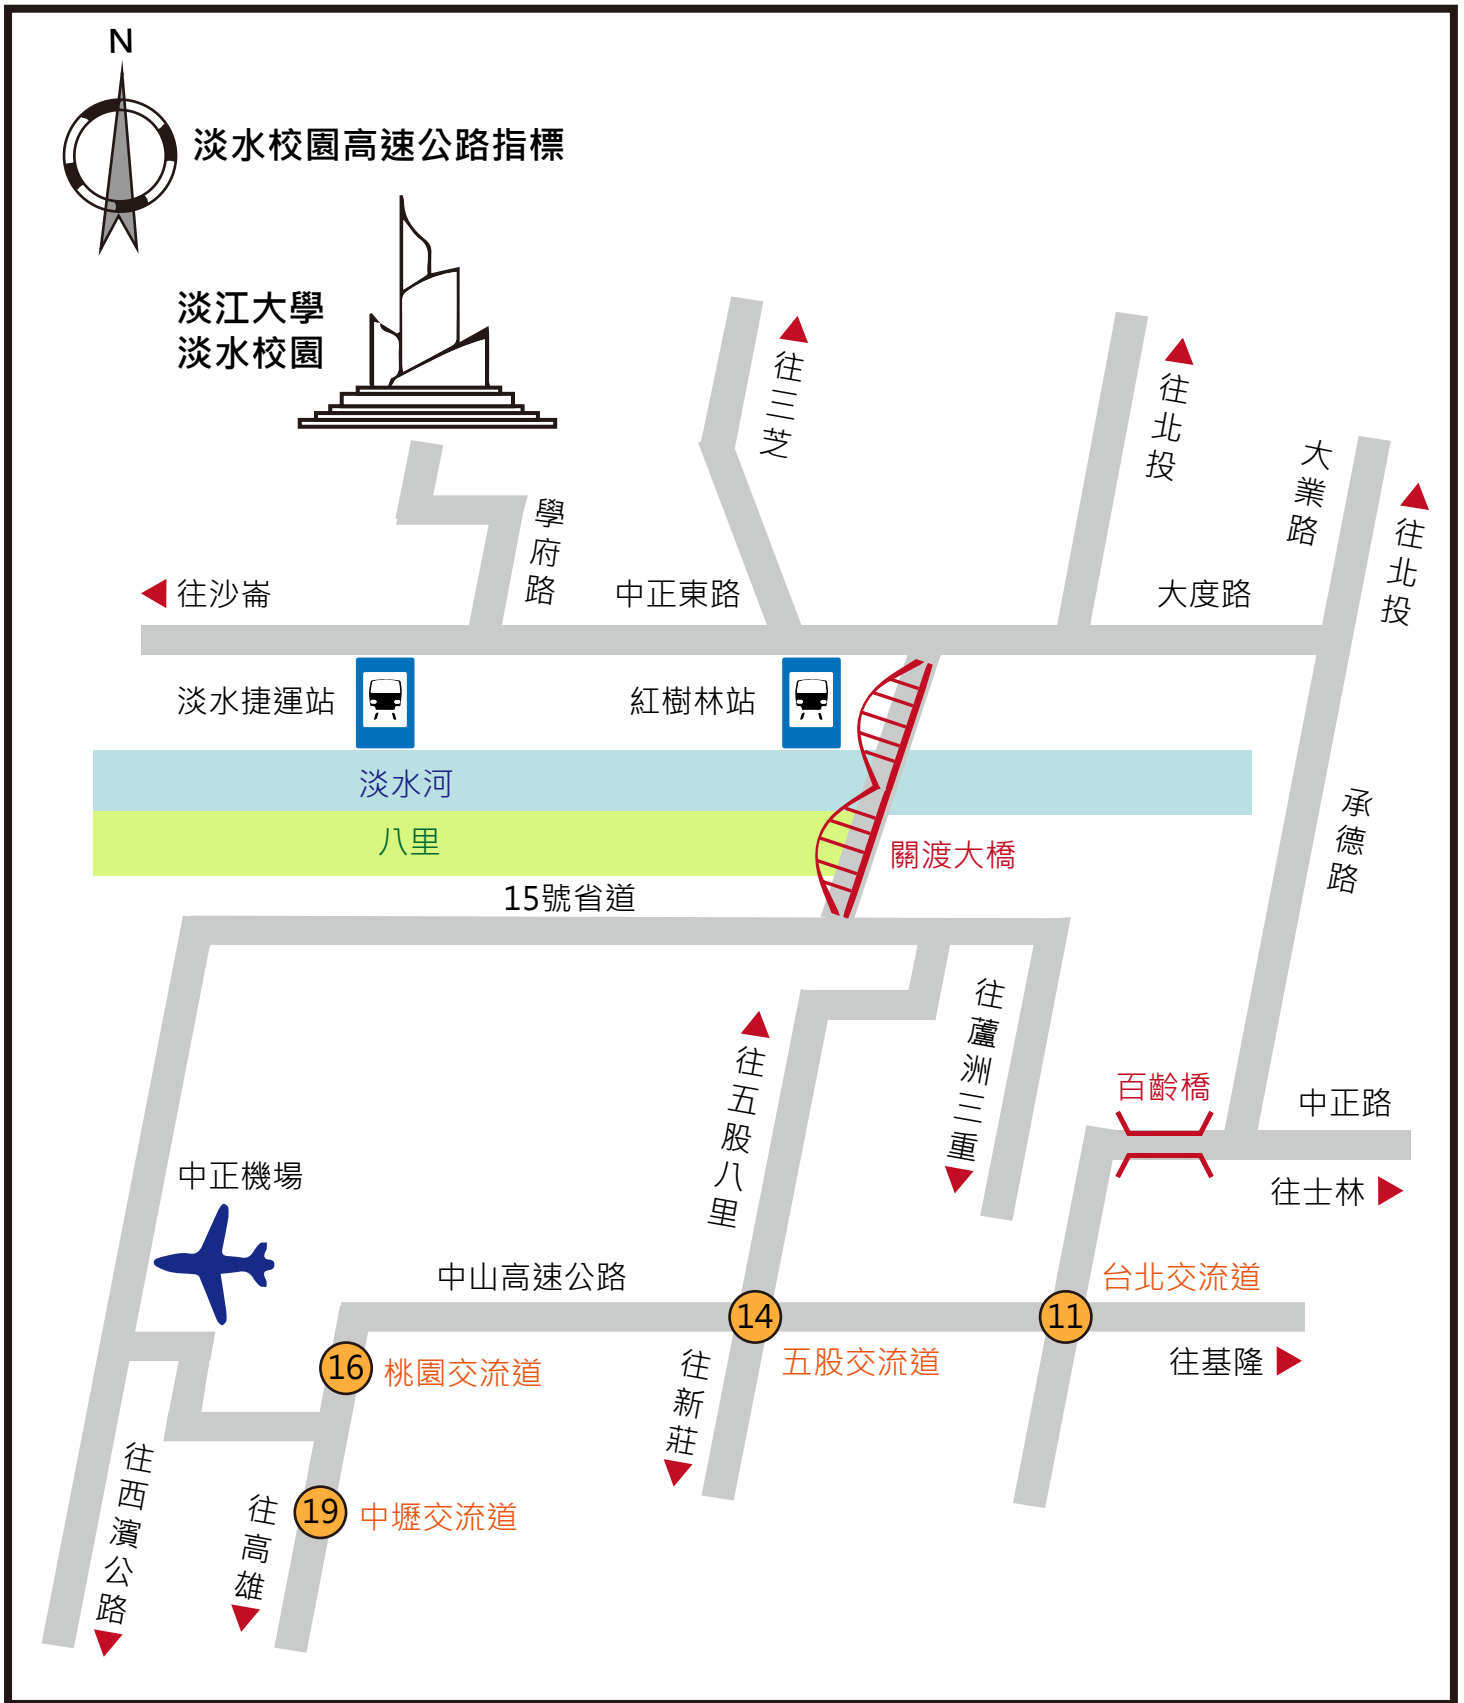 N
淡水校園高速公路指標
淡江大學
淡水校園
往三芝
往北投
大業路
往北投
學府路
往沙崙
中正東路
大度路
淡水捷運站
紅樹林站
淡水河
八里
承德路
關渡大橋
15號省道
往蘆洲三重
往五股八里
百齡橋
中正路
中正機場
往士林
中山高速公路
台北交流道
14
11
16
桃園交流道
五股交流道
往基隆
往新莊
往西濱公路
往高雄
19
中壢交流道